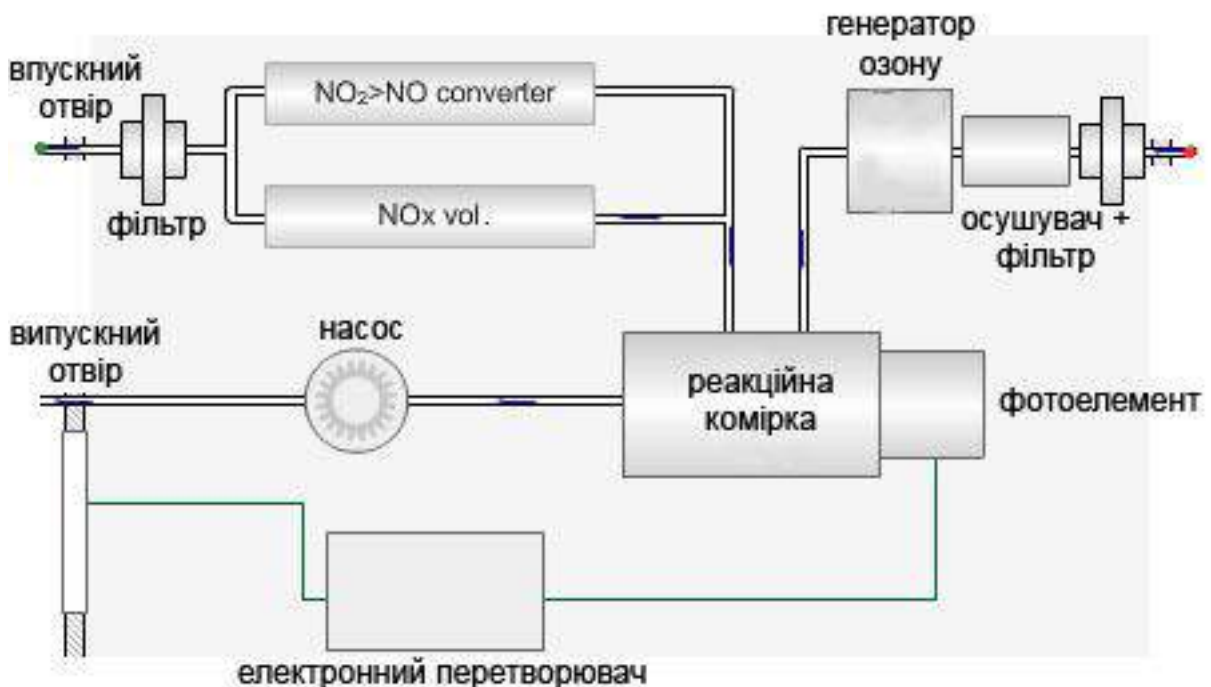 впускний
отвір
фільтр
NO₂>NO converter
NOx vol.
генератор
озону
осушувач +
фільтр
випускний
отвір
насос
реакційна
комірка
фотоелемент
електронний перетворювач